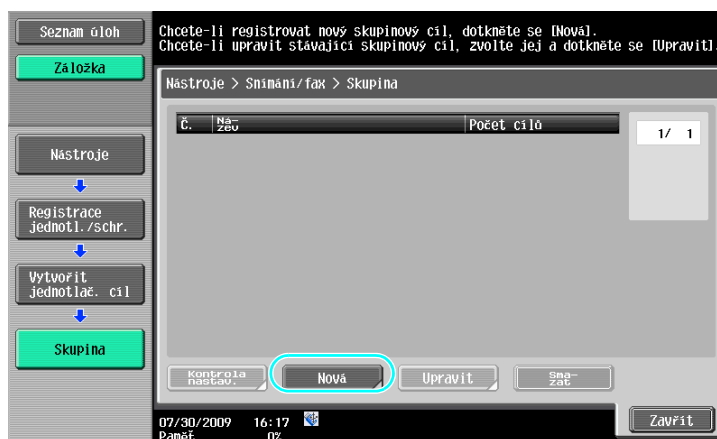 Seznam úloh
Chcete-li registrovat nový skupinový cíl, dotkněte se [Nová].
Chcete-li upravit stávající skupinový cíl, zvolte jej a dotkněte se [Upravit].
Záložka
Nástroje > Snímání/fax > Skupina
Č.
Ná-
zev
Počet cílů
1/ 1
Nástroje
Registrace
jednotl./schr.
Vytvořit
jednotlač. cíl
Skupina
Kontrola
nastav.
Nová
Upravit
Sma-
zat
07/30/2009 16:17
Paměť 0%
Zavřít